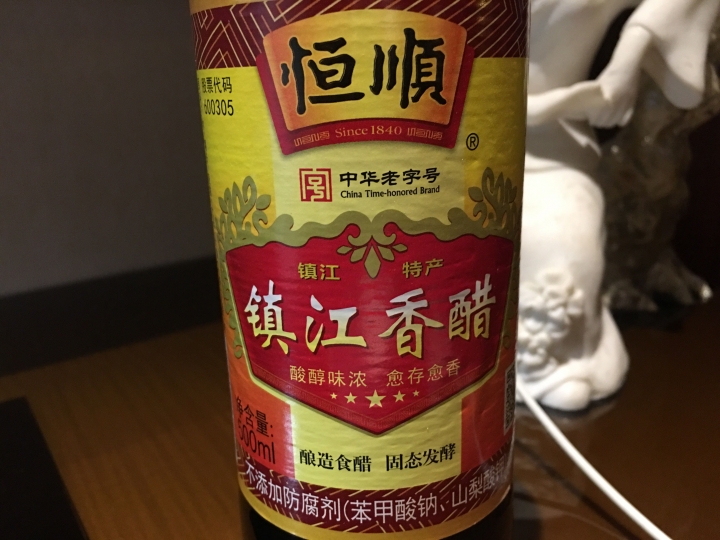 恒順
Since 1840
®
股票代码
600305
中华老字号
China Time-honored Brand
镇江 特产
镇江香醋
酸醇味浓 愈存愈香
净含量:
500ml
酿造食醋 固态发酵
不添加防腐剂(苯甲酸钠、山梨酸钾